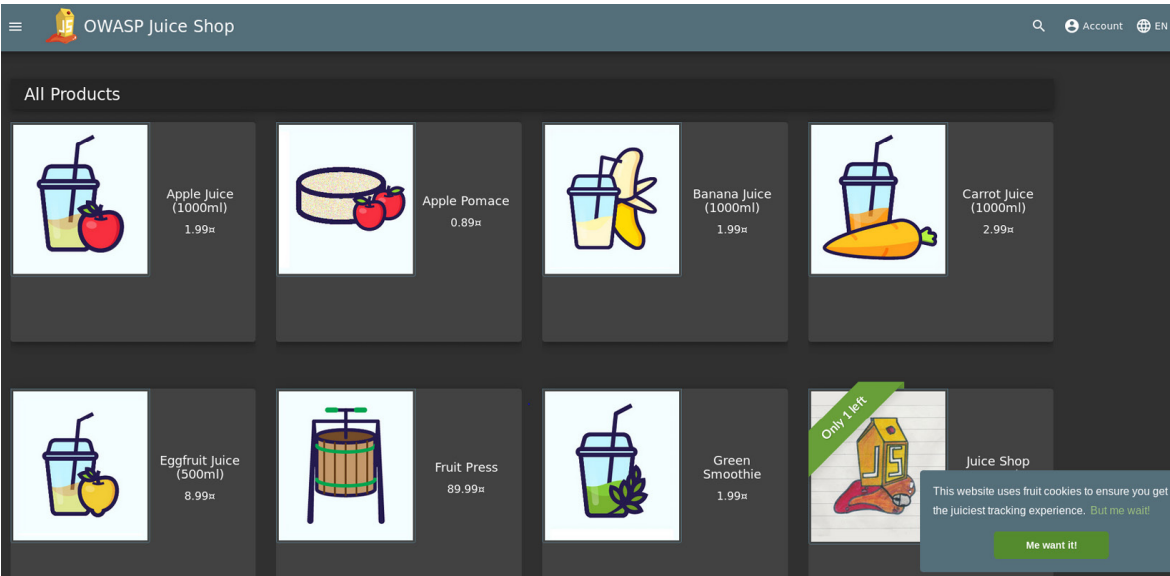 OWASP Juice Shop
Account
EN
All Products
Apple Juice
(1000ml)
1.99¤
Apple Pomace
0.89¤
Banana Juice
(1000ml)
1.99¤
Carrot Juice
(1000ml)
2.99¤
Eggfruit Juice
(500ml)
8.99¤
Fruit Press
89.99¤
Green
Smoothie
1.99¤
Only 1 left
JS
Juice Shop
This website uses fruit cookies to ensure you get
the juiciest tracking experience. But me wait!
Me want it!